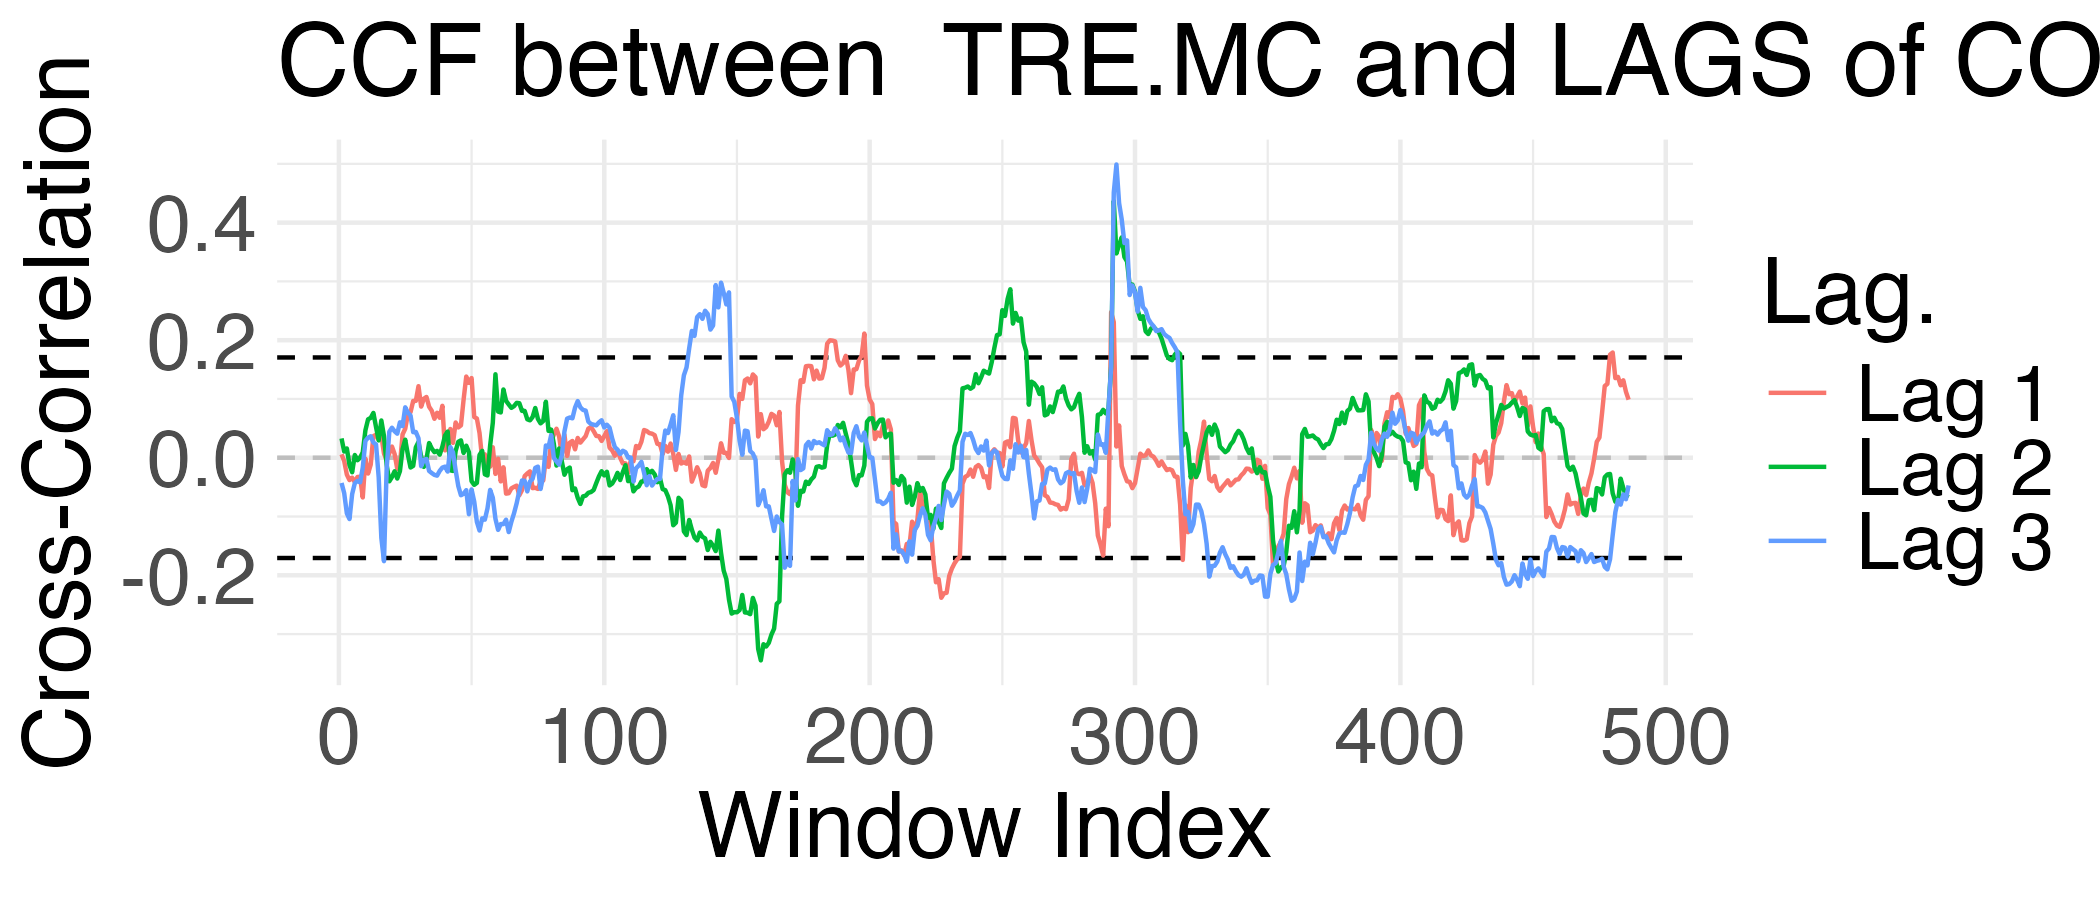 CCF between  TRE.MC and LAGS of CO
Cross-Correlation
0.4
0.2
0.0
-0.2
0 100 200 300 400 500
Window Index
Lag.
Lag 1
Lag 2
Lag 3